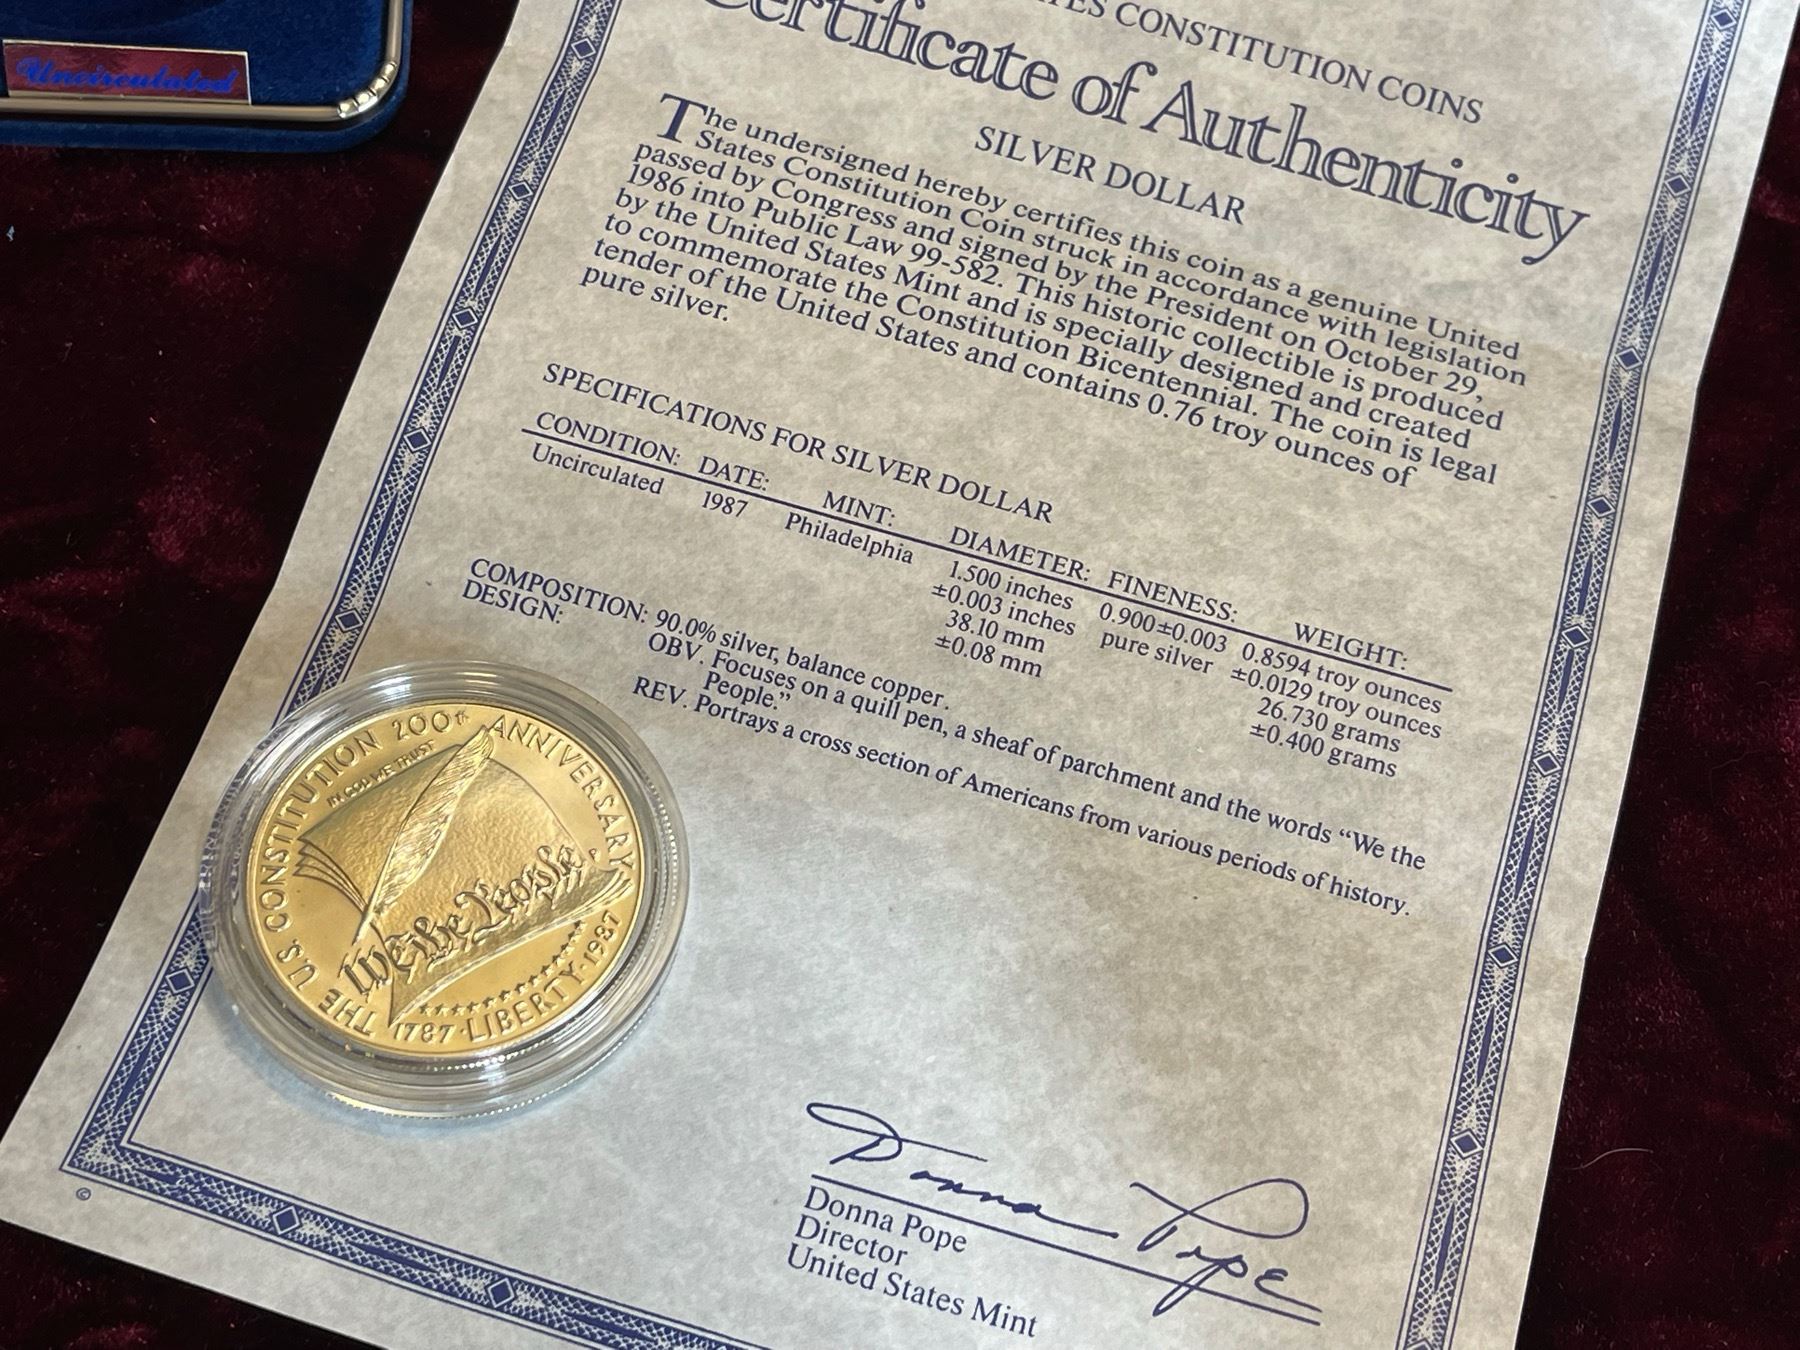 Uncirculated
CONSTITUTION COINS
Certificate of Authenticity
SILVER DOLLAR
The undersigned hereby certifies this coin as a genuine United
States Constitution Coin struck in accordance with legislation
passed by Congress and signed by the President on October 29,
1986 into Public Law 99-582. This historic collectible is produced
by the United States Mint and is specially designed and created
to commemorate the Constitution Bicentennial. The coin is legal
tender of the United States and contains 0.76 troy ounces of
pure silver.
SPECIFICATIONS FOR SILVER DOLLAR
CONDITION: DATE: MINT: DIAMETER: FINENESS: WEIGHT:
Uncirculated 1987 Philadelphia 1.500 inches 0.900±0.003 0.8594 troy ounces
±0.003 inches pure silver ±0.0129 troy ounces
38.10 mm 26.730 grams
±0.08 mm ±0.400 grams
COMPOSITION: 90.0% silver, balance copper.
DESIGN: OBV. Focuses on a quill pen, a sheaf of parchment and the words “We the
People.”
REV. Portrays a cross section of Americans from various periods of history.
THE U.S. CONSTITUTION 200th ANNIVERSARY
IN GOD WE TRUST
We the People,
1787·LIBERTY·1987
©
Donna Pope
Donna Pope
Director
United States Mint